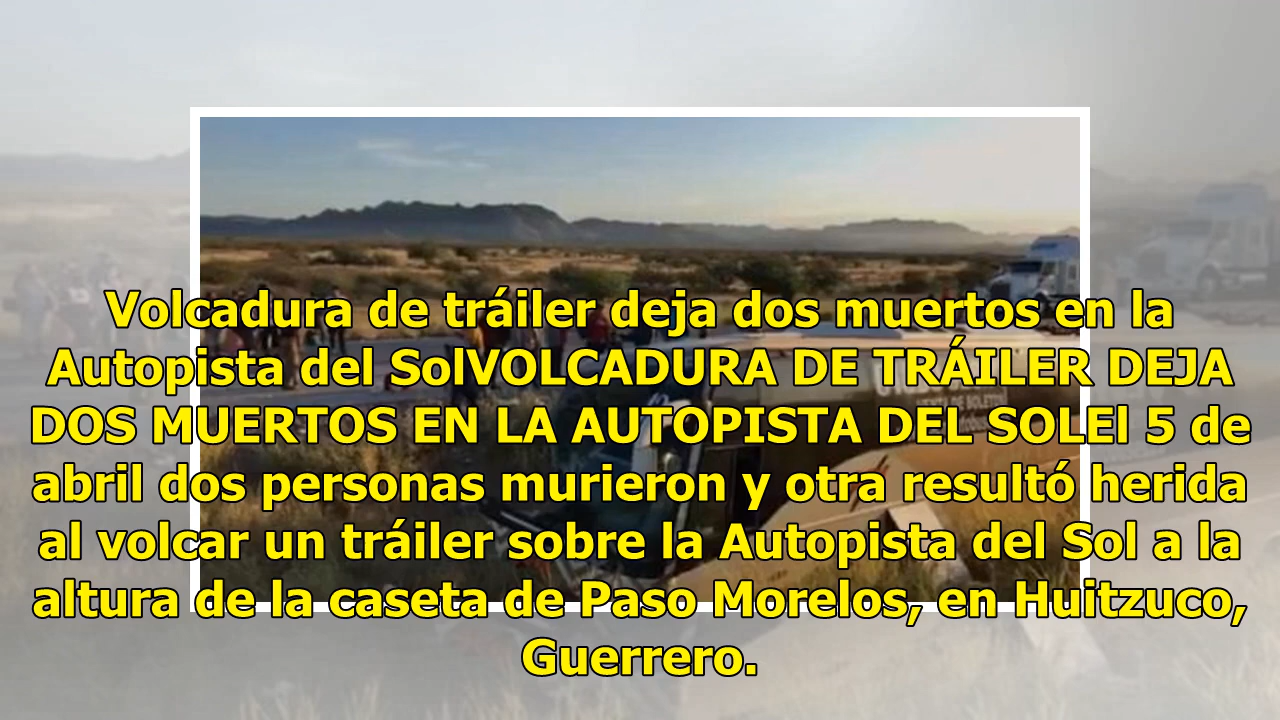 Volcadura de tráiler deja dos muertos en la
Autopista del SolVOLCADURA DE TRÁILER DEJA
DOS MUERTOS EN LA AUTOPISTA DEL SOLEl 5 de
abril dos personas murieron y otra resultó herida
al volcar un tráiler sobre la Autopista del Sol a la
altura de la caseta de Paso Morelos, en Huitzuco,
Guerrero.